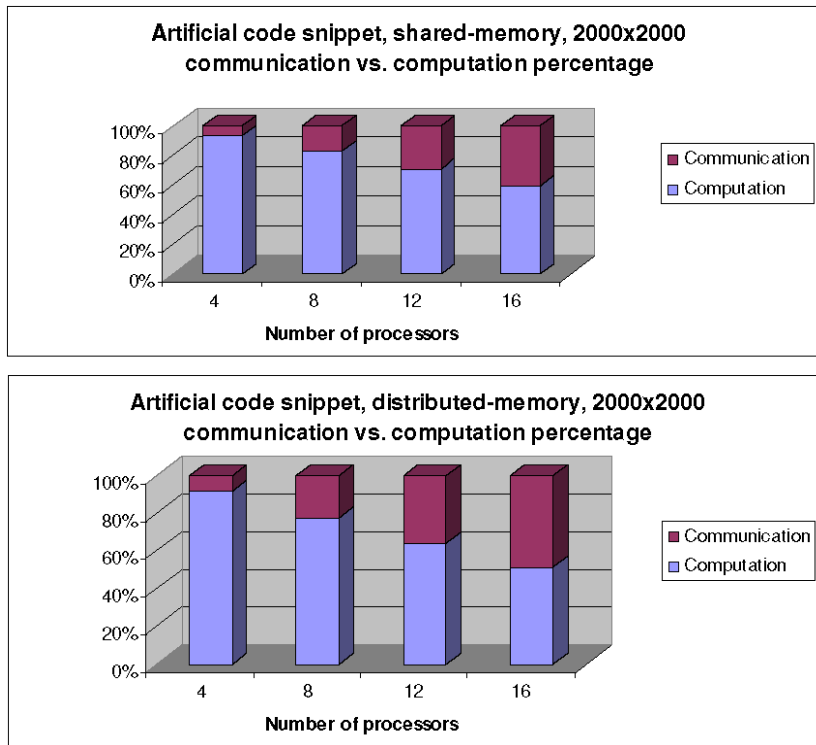 Artificial code snippet, shared-memory, 2000x2000
communication vs. computation percentage
100%
80%
60%
40%
20%
0%
4 8 12 16
Number of processors
Communication
Computation
Artificial code snippet, distributed-memory, 2000x2000
communication vs. computation percentage
100%
80%
60%
40%
20%
0%
4 8 12 16
Number of processors
Communication
Computation